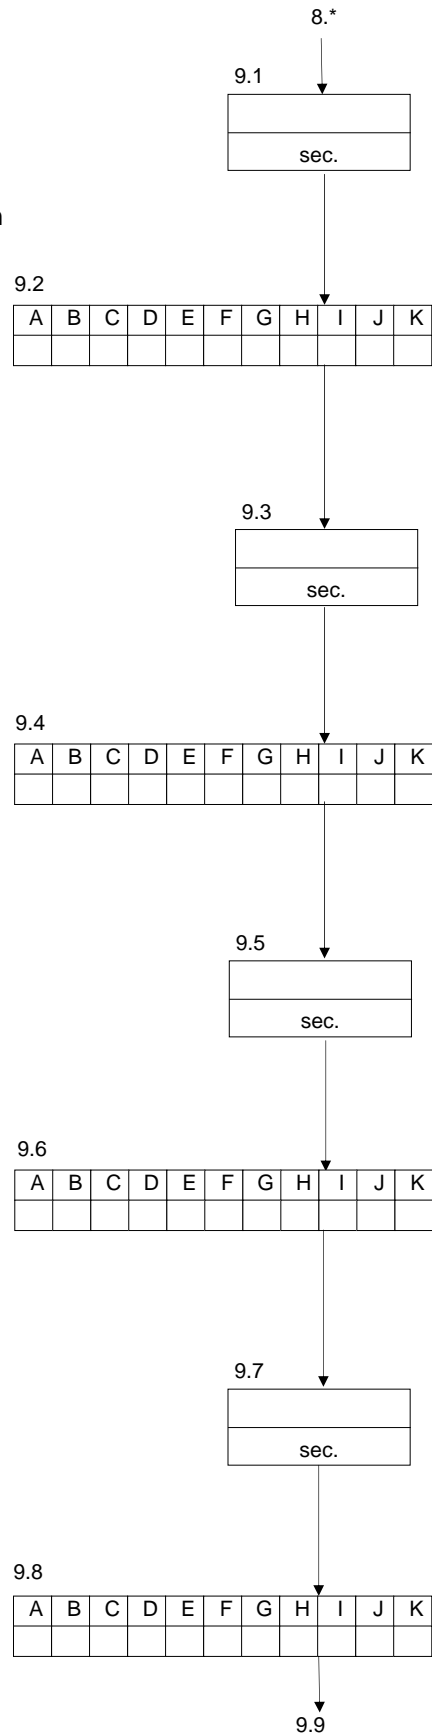 8.*
9.1
sec.
9.2
A B C D E F G H I J K
9.3
sec.
9.4
A B C D E F G H I J K
9.5
sec.
9.6
A B C D E F G H I J K
9.7
sec.
9.8
A B C D E F G H I J K
9.9